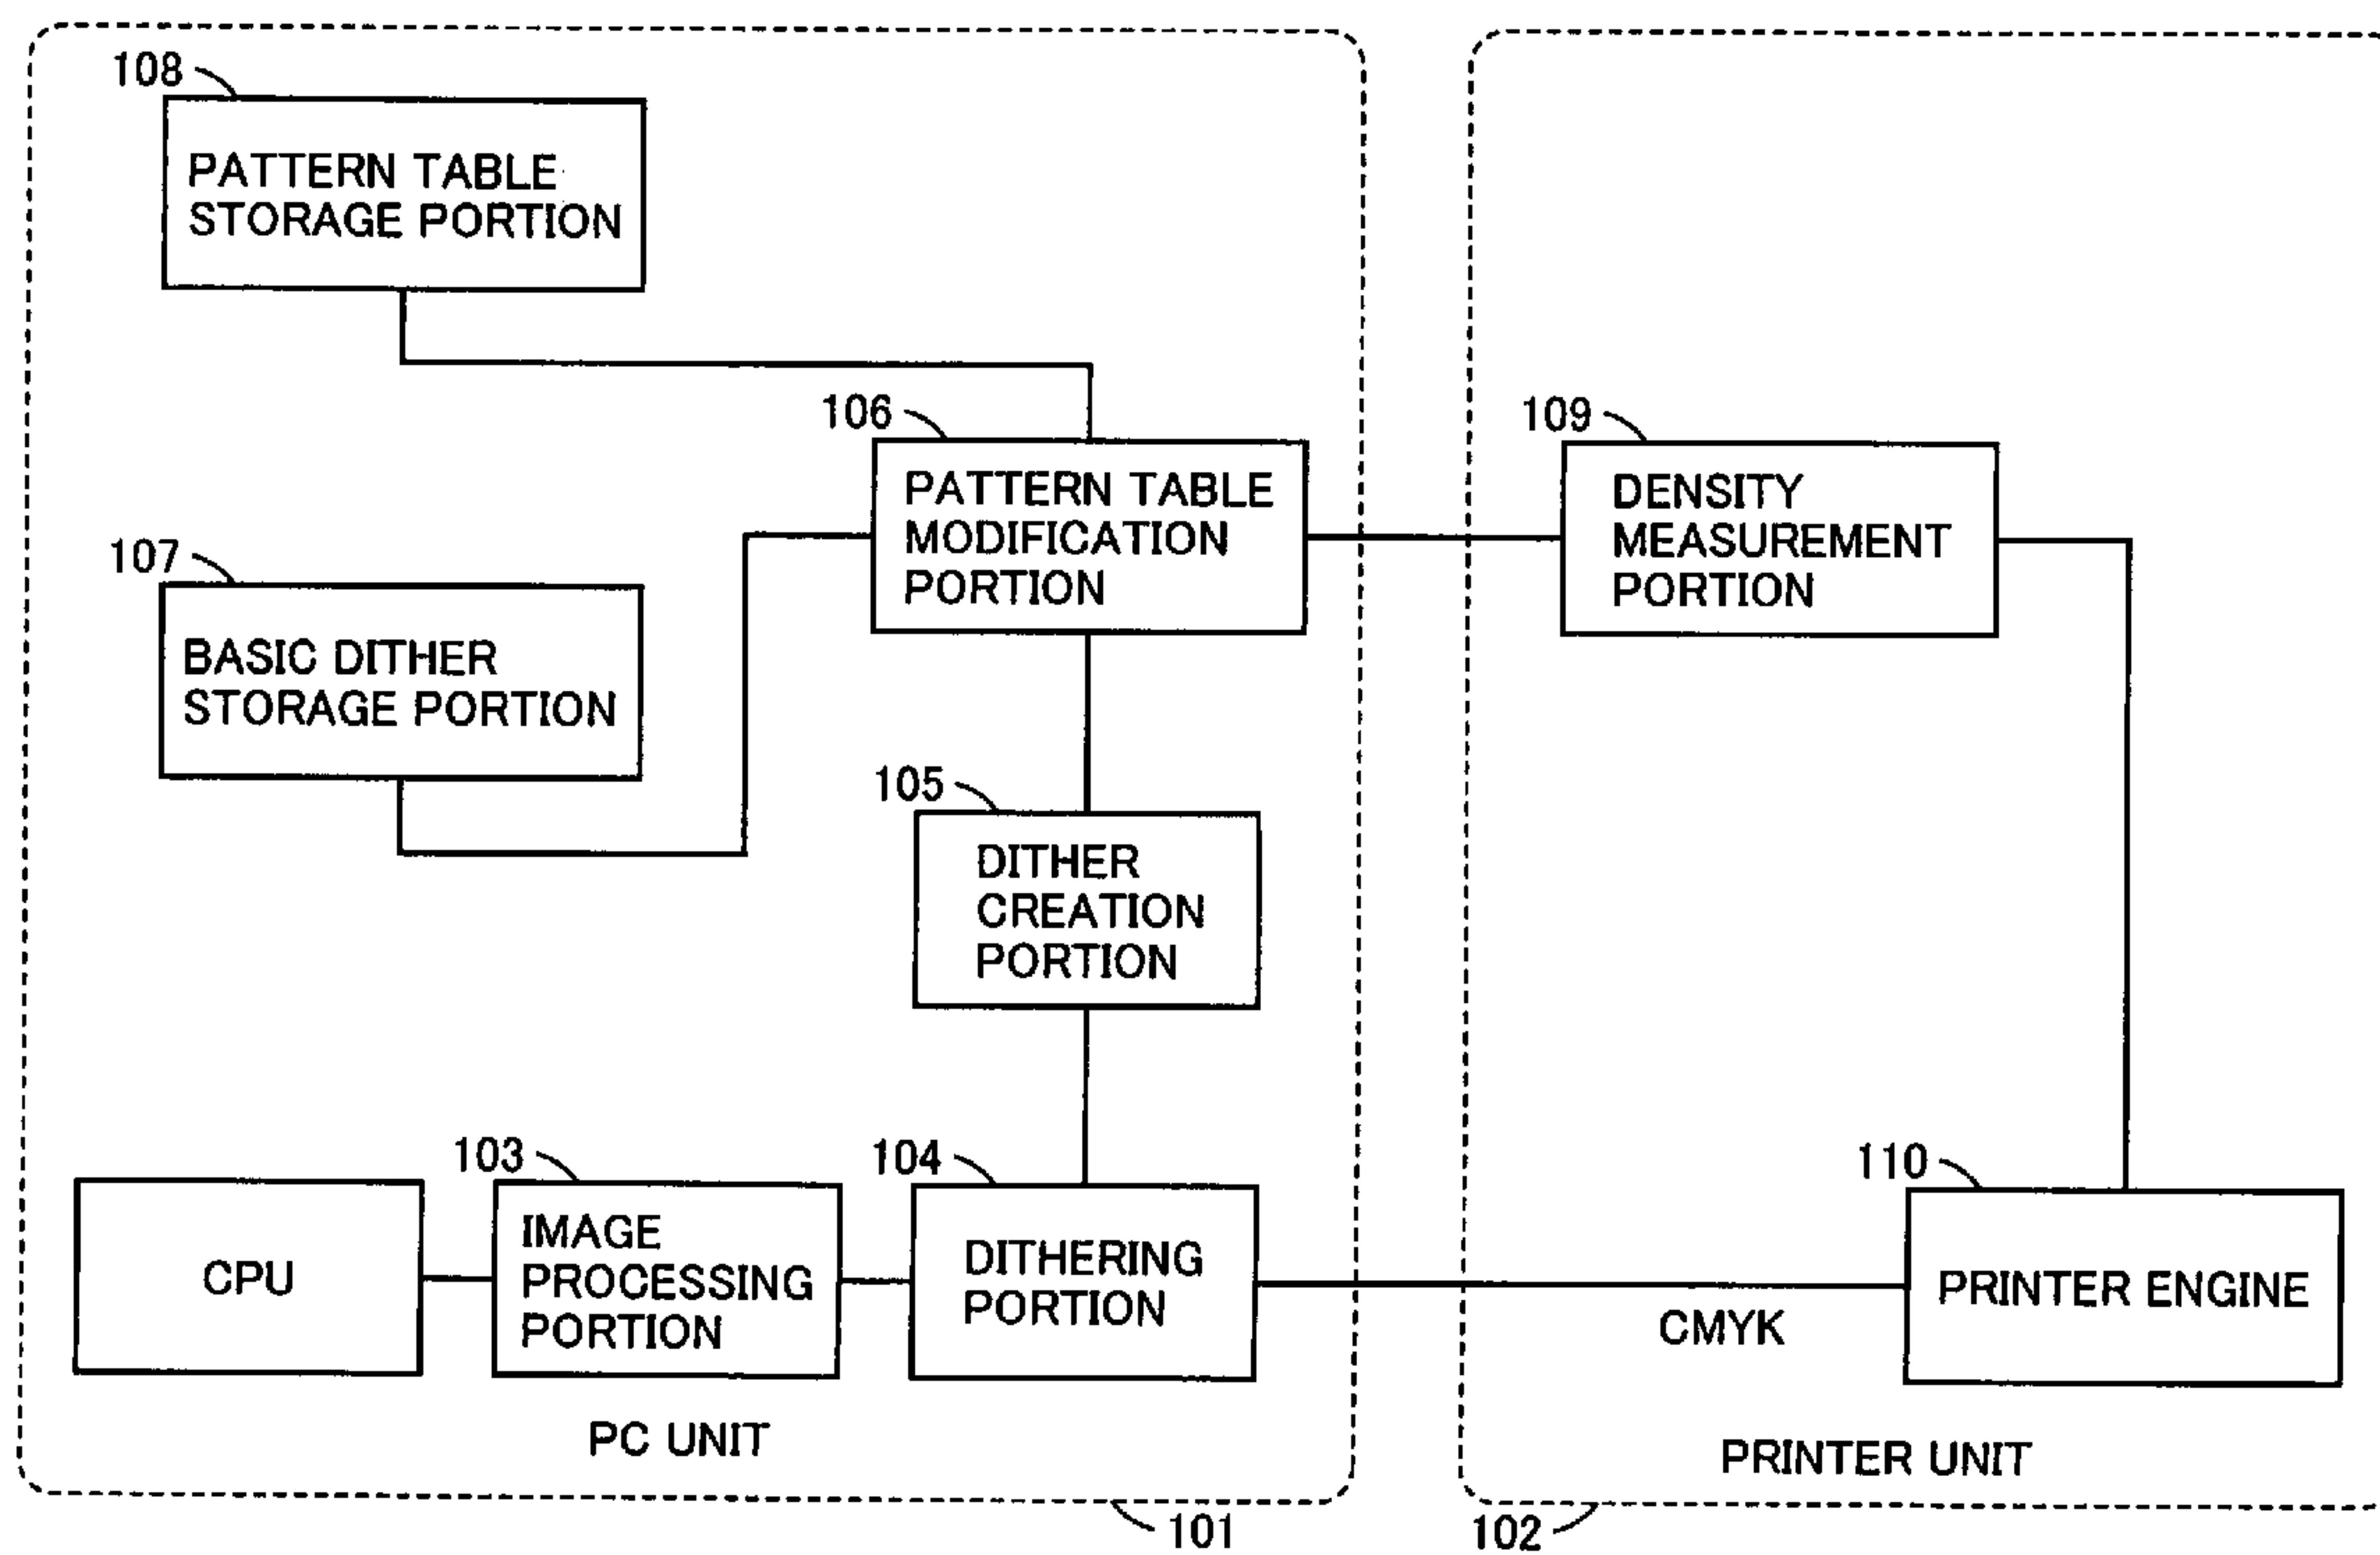 108
PATTERN TABLE
STORAGE PORTION
106
PATTERN TABLE
MODIFICATION
PORTION
109
DENSITY
MEASUREMENT
PORTION
107
BASIC DITHER
STORAGE PORTION
105
DITHER
CREATION
PORTION
CPU
103
IMAGE
PROCESSING
PORTION
104
DITHERING
PORTION
CMYK
110
PRINTER ENGINE
PC UNIT
PRINTER UNIT
101
102